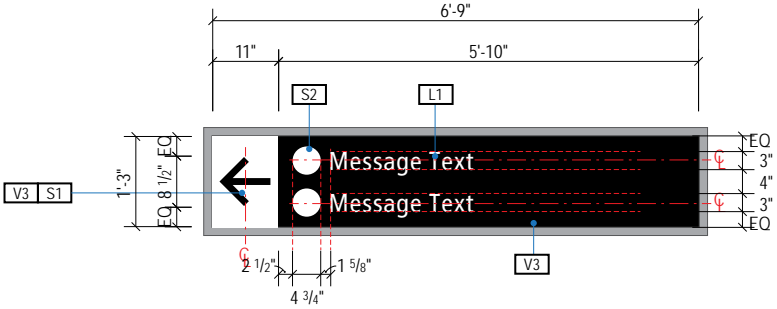 6'-9"
11" 5'-10"
S2 L1
EQ EQ
Message Text ℄ 3"
1'-3" 8 1/2" 4"
V3 S1
Message Text ℄ 3"
EQ EQ
℄
2 1/2" 1 5/8" V3
4 3/4"